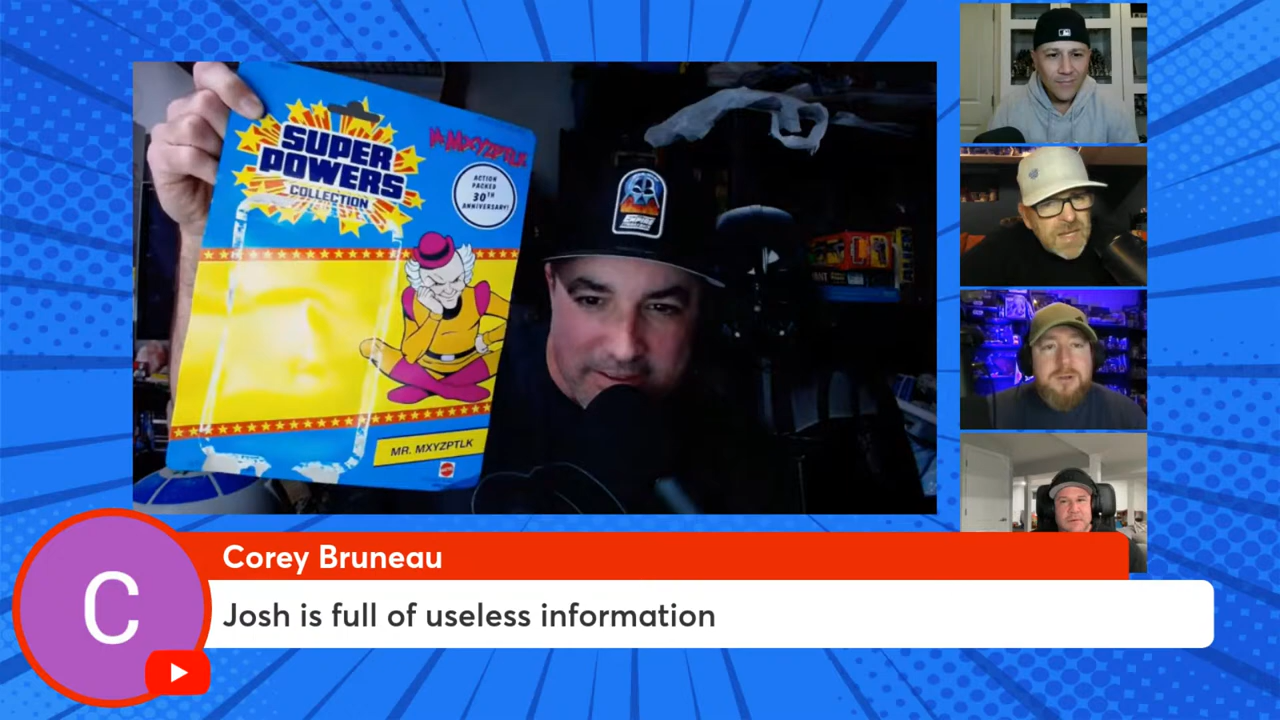 SUPER
POWERS
COLLECTION
MR. MXYZPTLK
ACTION
PACKED
30TH
ANNIVERSARY!
MR. MXYZPTLK
C
Corey Bruneau
Josh is full of useless information